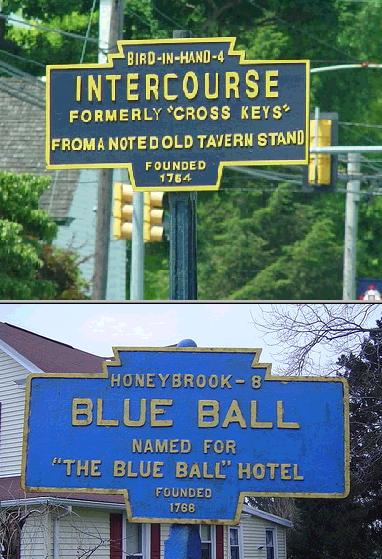 BIRD-IN-HAND-4
INTERCOURSE
FORMERLY "CROSS KEYS"
FROM A NOTED OLD TAVERN STAND
FOUNDED
1764
HONEYBROOK-8
BLUE BALL
NAMED FOR
"THE BLUE BALL" HOTEL
FOUNDED
1766